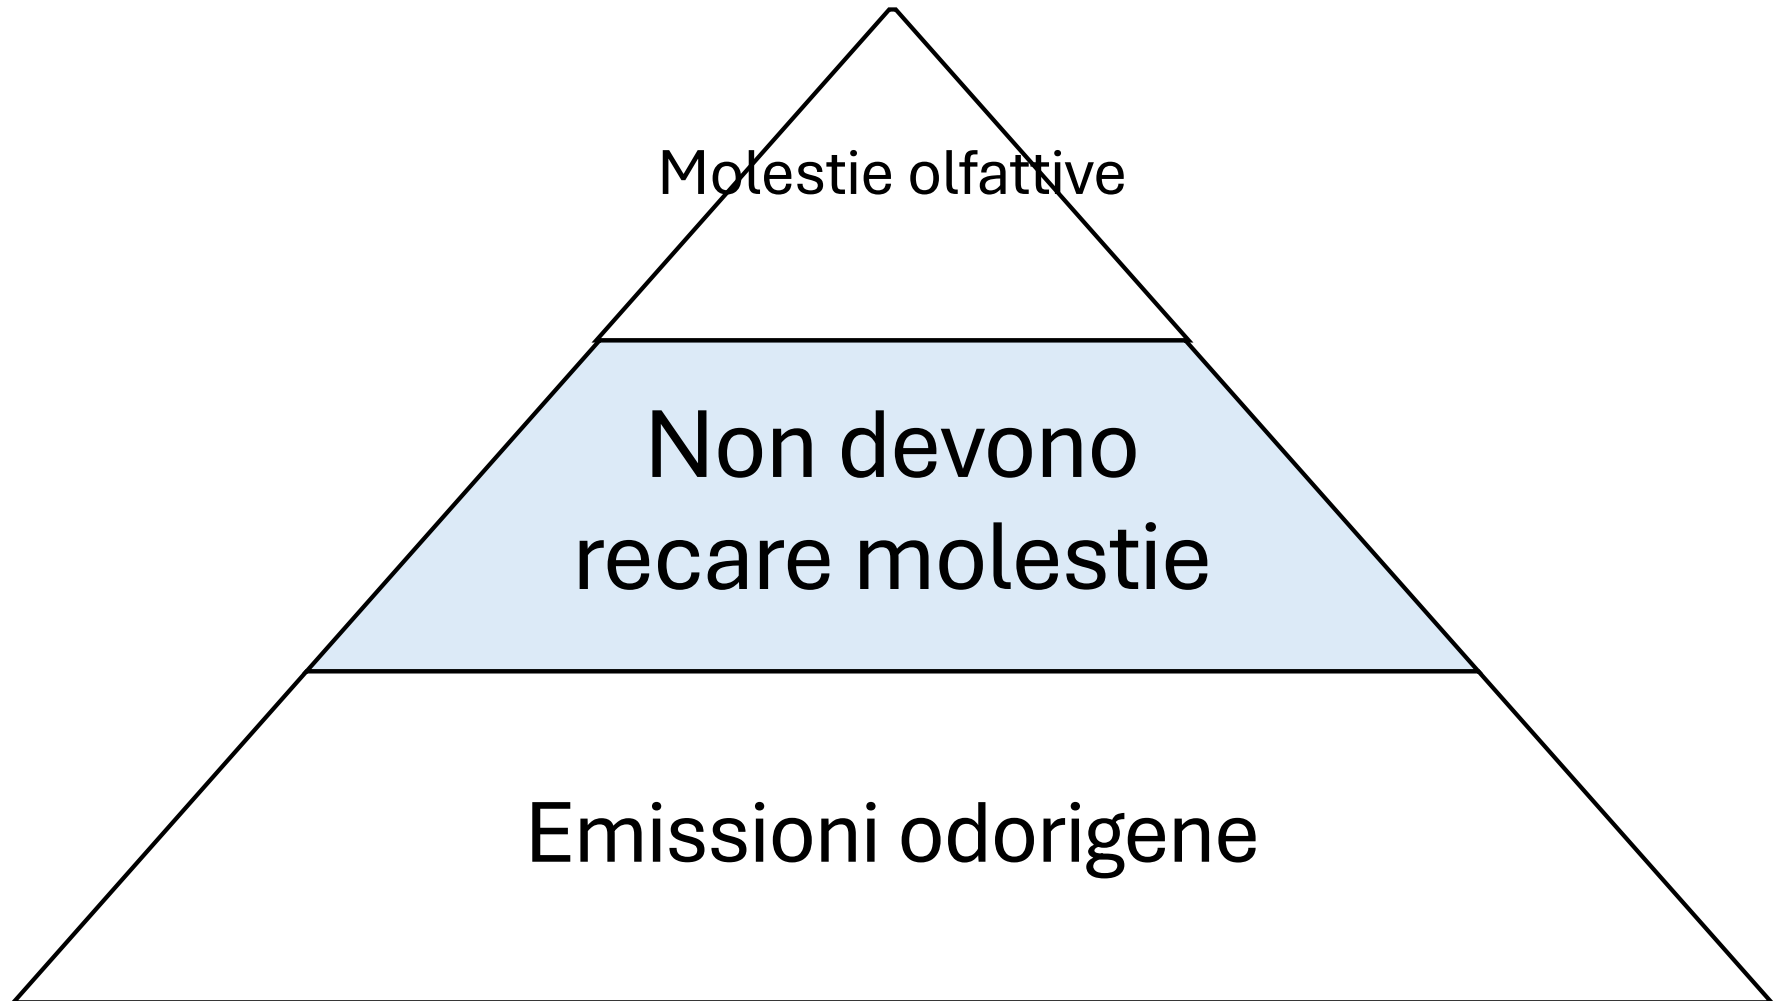 Molestie olfattive
Non devono
recare molestie
Emissioni odorigene